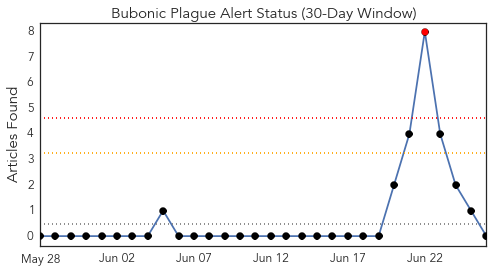 Bubonic Plague Alert Status (30-Day Window)
Articles Found
8
7
6
5
4
3
2
1
0
May 28
Jun 02
Jun 07
Jun 12
Jun 17
Jun 22